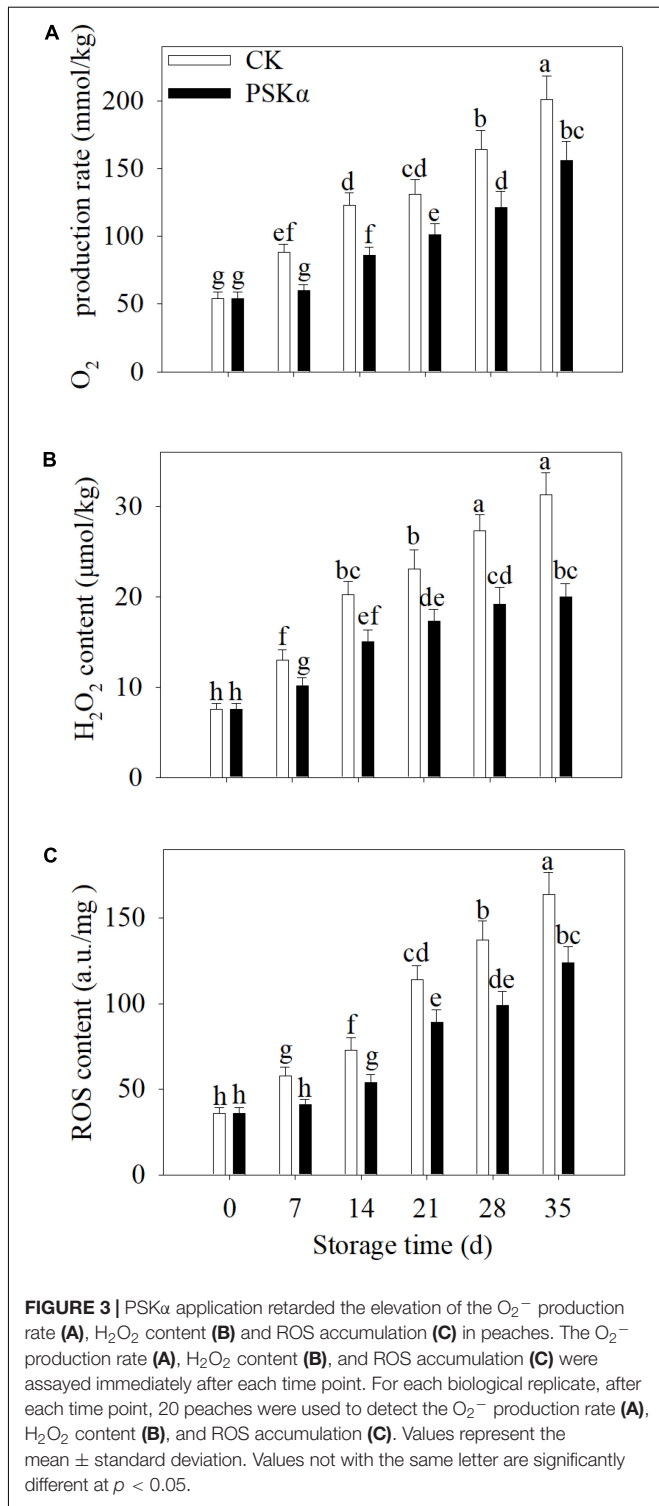 A
CK
PSKα
O₂ production rate (mmol/kg)
200
150
100
50
0
g g ef g d f cd e b d a bc
B
H₂O₂ content (μmol/kg)
30
20
10
0
h h f g bc ef b de a cd a bc
C
ROS content (a.u./mg )
150
100
50
0
h h g h f g cd e b de a bc
0 7 14 21 28 35
Storage time (d)
FIGURE 3 | PSKα application retarded the elevation of the O₂⁻ production
rate (A), H₂O₂ content (B) and ROS accumulation (C) in peaches. The O₂⁻
production rate (A), H₂O₂ content (B), and ROS accumulation (C) were
assayed immediately after each time point. For each biological replicate, after
each time point, 20 peaches were used to detect the O₂⁻ production rate (A),
H₂O₂ content (B), and ROS accumulation (C). Values represent the
mean ± standard deviation. Values not with the same letter are significantly
different at p < 0.05.